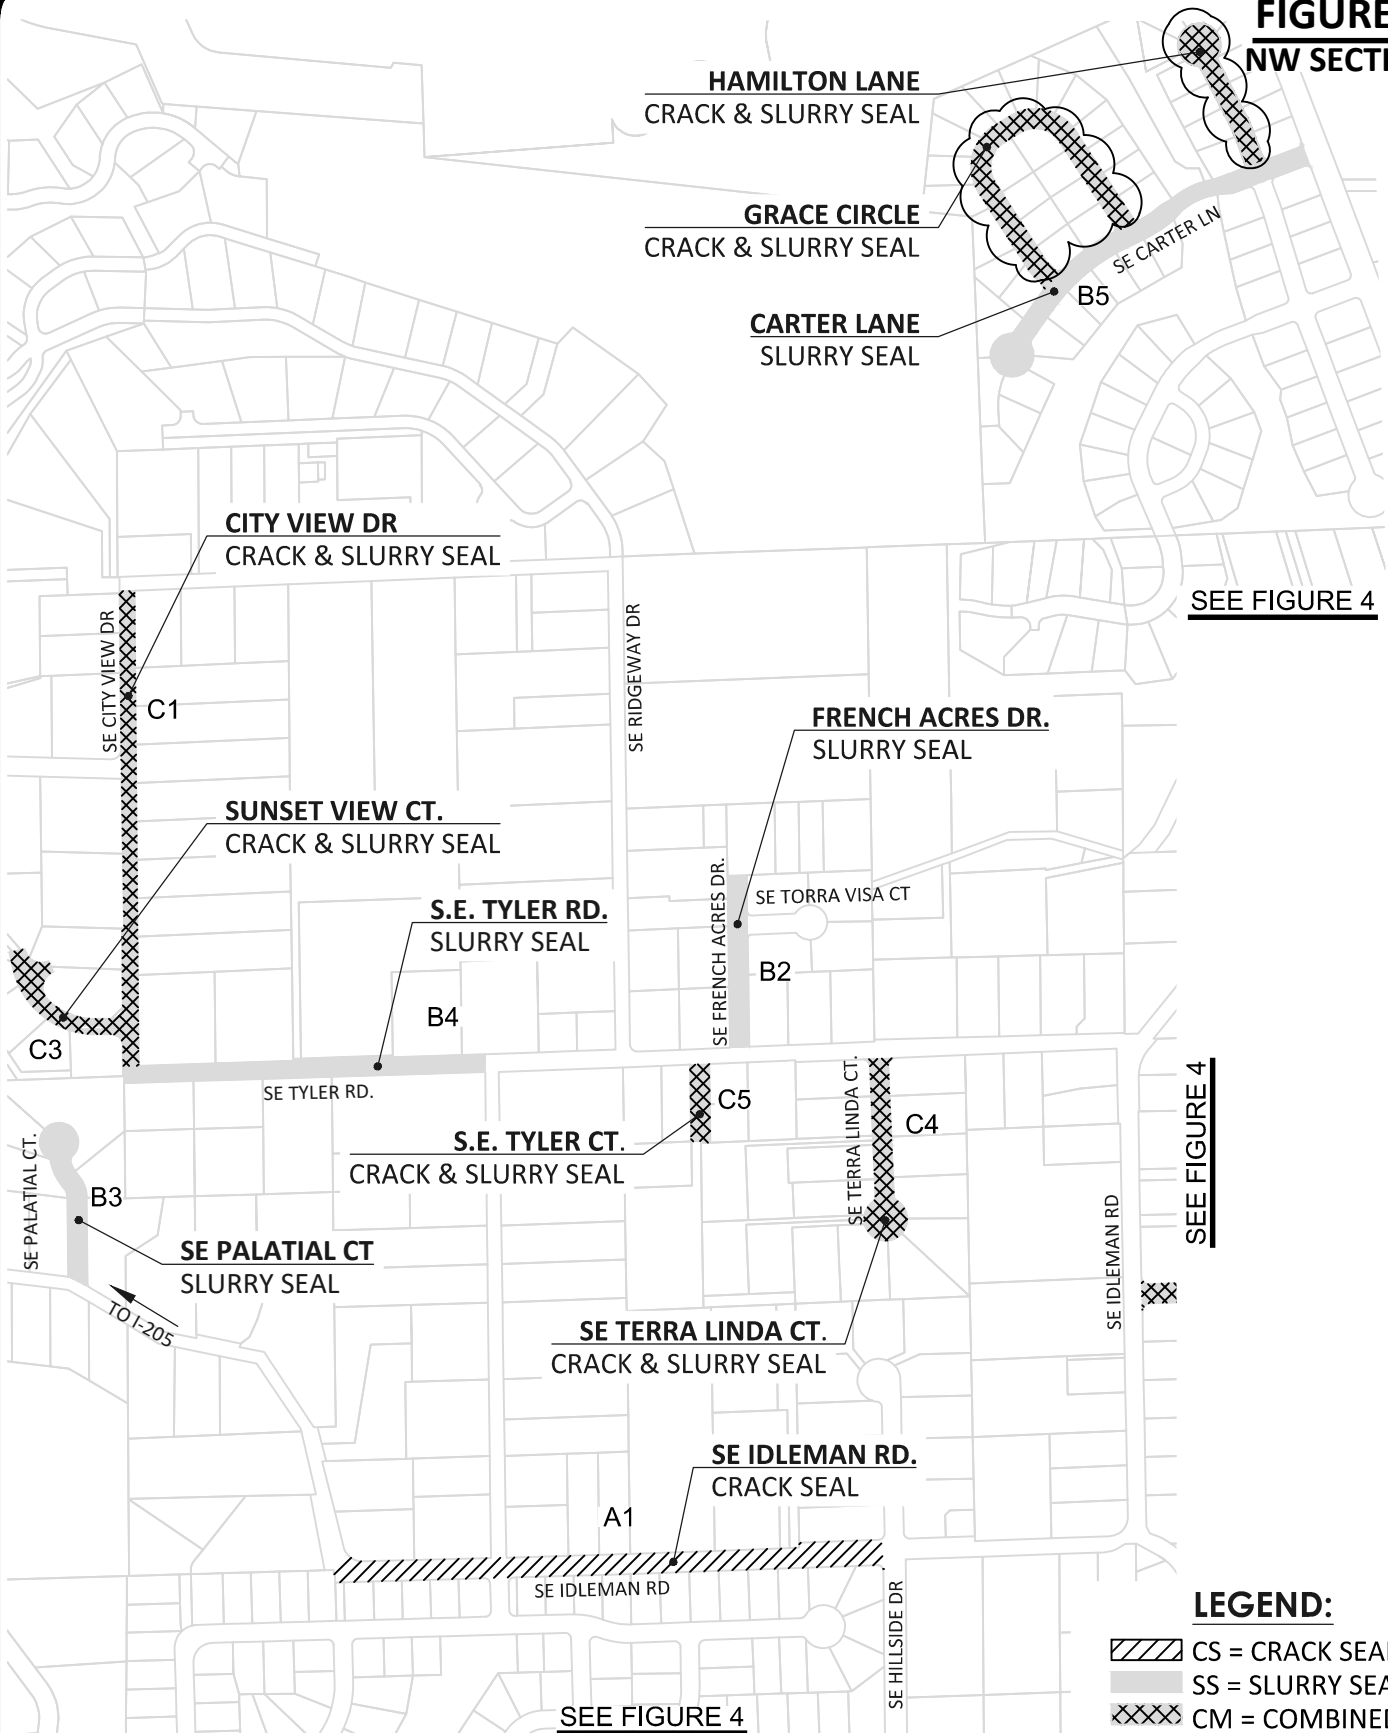 FIGURE
NW SECTI
HAMILTON LANE
CRACK & SLURRY SEAL
GRACE CIRCLE
CRACK & SLURRY SEAL
SE CARTER LN
B5
CARTER LANE
SLURRY SEAL
CITY VIEW DR
CRACK & SLURRY SEAL
SEE FIGURE 4
SE CITY VIEW DR
C1
SE RIDGEWAY DR
FRENCH ACRES DR.
SLURRY SEAL
SUNSET VIEW CT.
CRACK & SLURRY SEAL
SE FRENCH ACRES DR.
SE TORRA VISA CT
S.E. TYLER RD.
SLURRY SEAL
B2
B4
C3
SE TYLER RD.
C5
SE TERRA LINDA CT.
C4
SEE FIGURE 4
S.E. TYLER CT.
CRACK & SLURRY SEAL
SE PALATIAL CT.
B3
SE PALATIAL CT
SLURRY SEAL
SE IDLEMAN RD
TO I-205
SE TERRA LINDA CT.
CRACK & SLURRY SEAL
SE IDLEMAN RD.
CRACK SEAL
A1
SE IDLEMAN RD
SE HILLSIDE DR
LEGEND:
CS = CRACK SEA
SS = SLURRY SEA
CM = COMBINE
SEE FIGURE 4